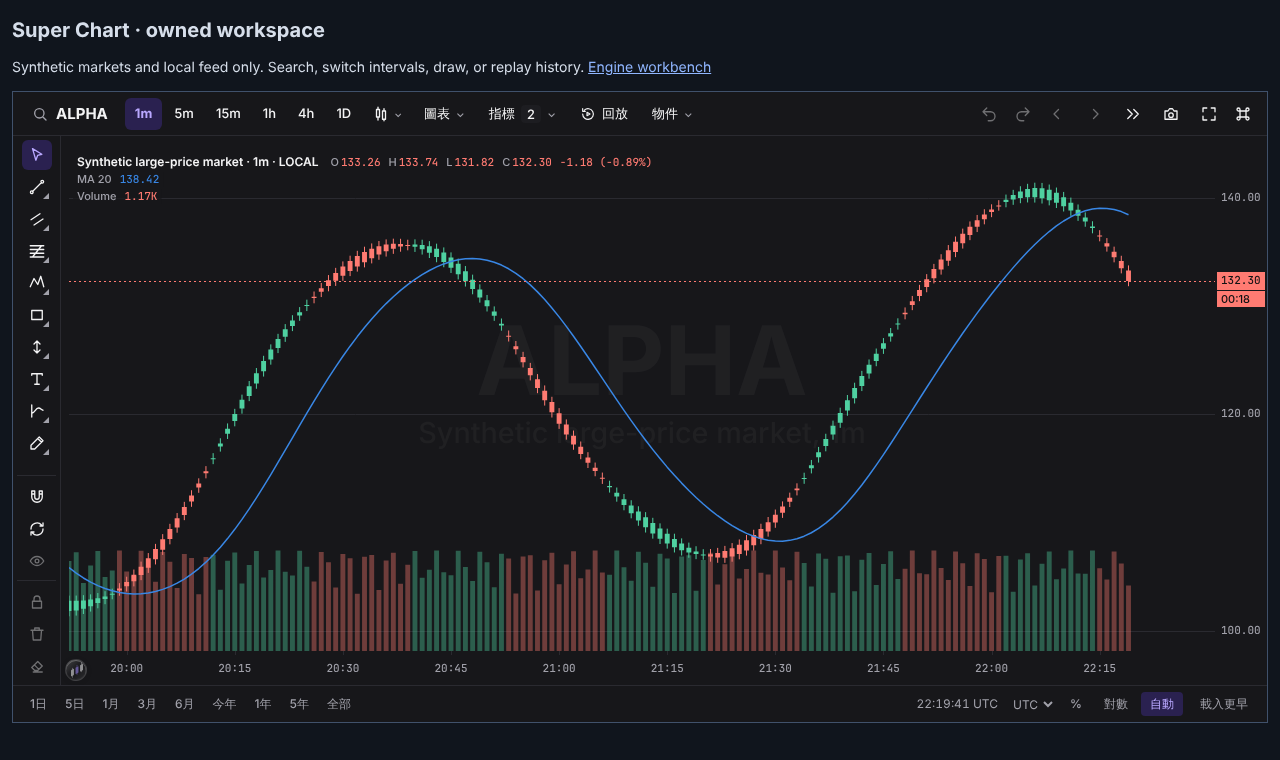 Super Chart · owned workspace
Synthetic markets and local feed only. Search, switch intervals, draw, or replay history. Engine workbench
ALPHA 1m 5m 15m 1h 4h 1D 圖表 指標 2 回放 物件
Synthetic large-price market · 1m · LOCAL O133.26 H133.74 L131.82 C132.30 -1.18 (-0.89%)
MA 20 138.42
Volume 1.17K
140.00
132.30
00:18
ALPHA
120.00
Synthetic large-price market, 1m
100.00
20:00 20:15 20:30 20:45 21:00 21:15 21:30 21:45 22:00 22:15
1日 5日 1月 3月 6月 今年 1年 5年 全部 22:19:41 UTC UTC % 對數 自動 載入更早